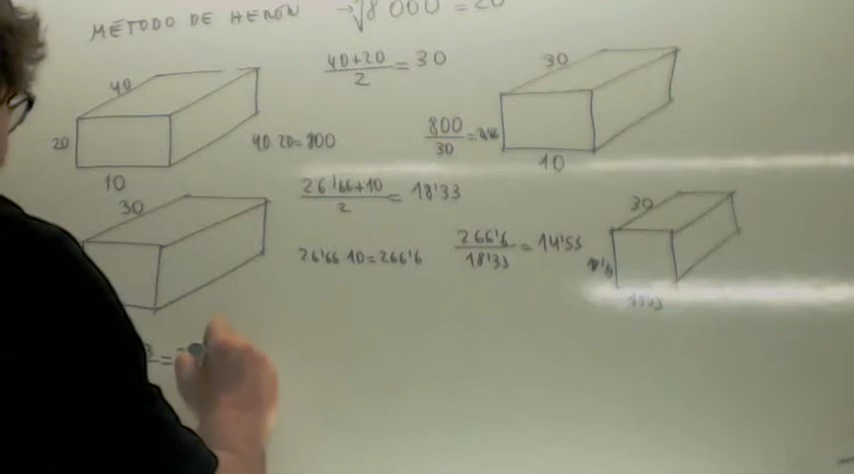 MÉTODO DE HERÓN → ∛8 000 = 20
40
20
10
(40+20)/2 = 30
40 20=800
30
10
800/30 =
30
(26'66+10)/2 = 18'33
26'66 10=266'6
266'6/18'33 = 14'55
30
=